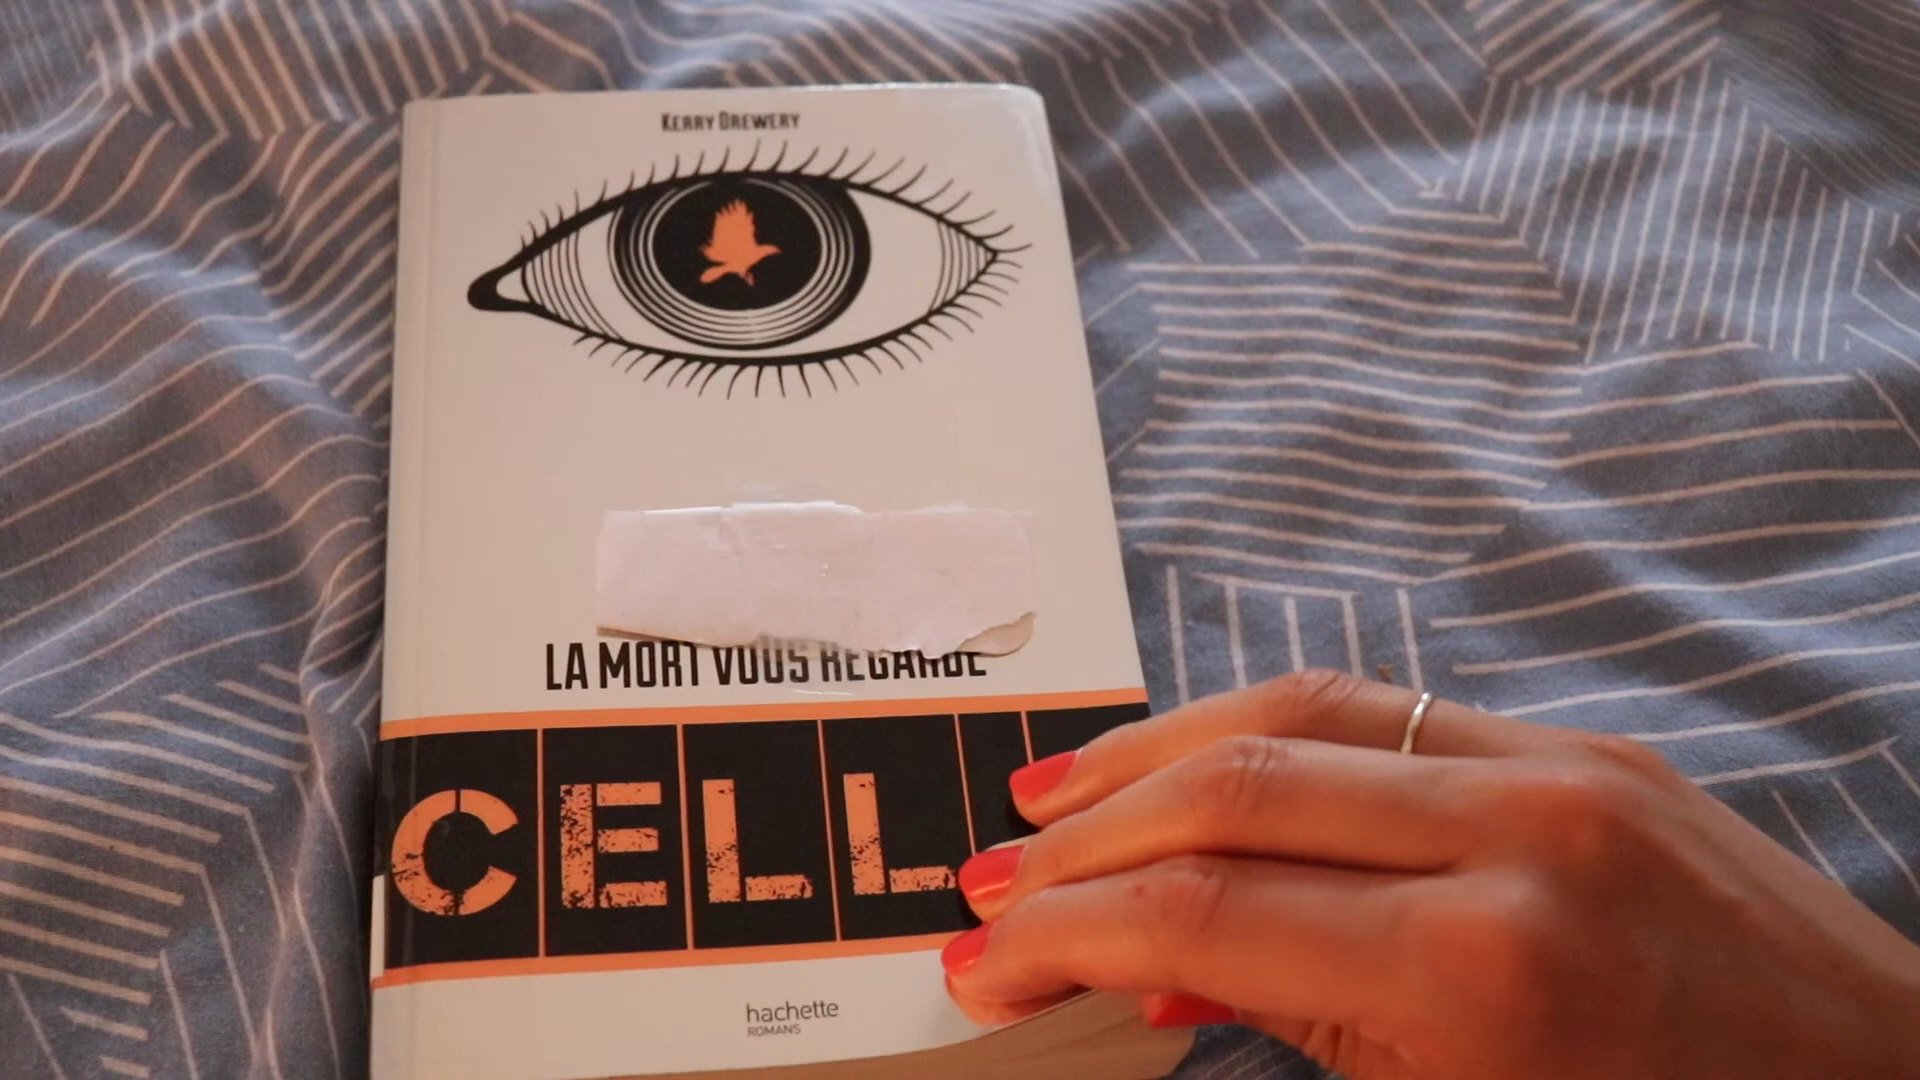 KERRY DREWERY
LA MORT VOUS REGARDE
CELL
hachette
ROMANS